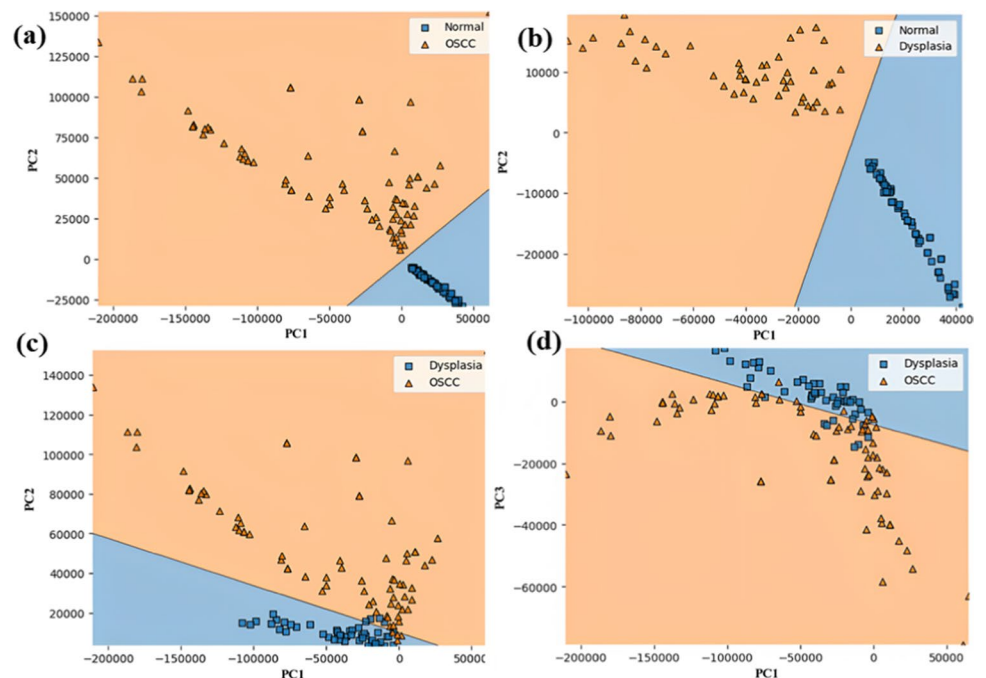 (a)
150000
125000
100000
75000
50000
25000
0
−25000
PC2
Normal
OSCC
−200000 −150000 −100000 −50000 0 50000
PC1
(b)
10000
0
−10000
−20000
PC2
Normal
Dysplasia
−100000 −80000 −60000 −40000 −20000 0 20000 40000
PC1
(c)
140000
120000
100000
80000
60000
40000
20000
PC2
Dysplasia
OSCC
−200000 −150000 −100000 −50000 0 50000
PC1
(d)
0
−20000
−40000
−60000
PC3
Dysplasia
OSCC
−200000 −150000 −100000 −50000 0 50000
PC1